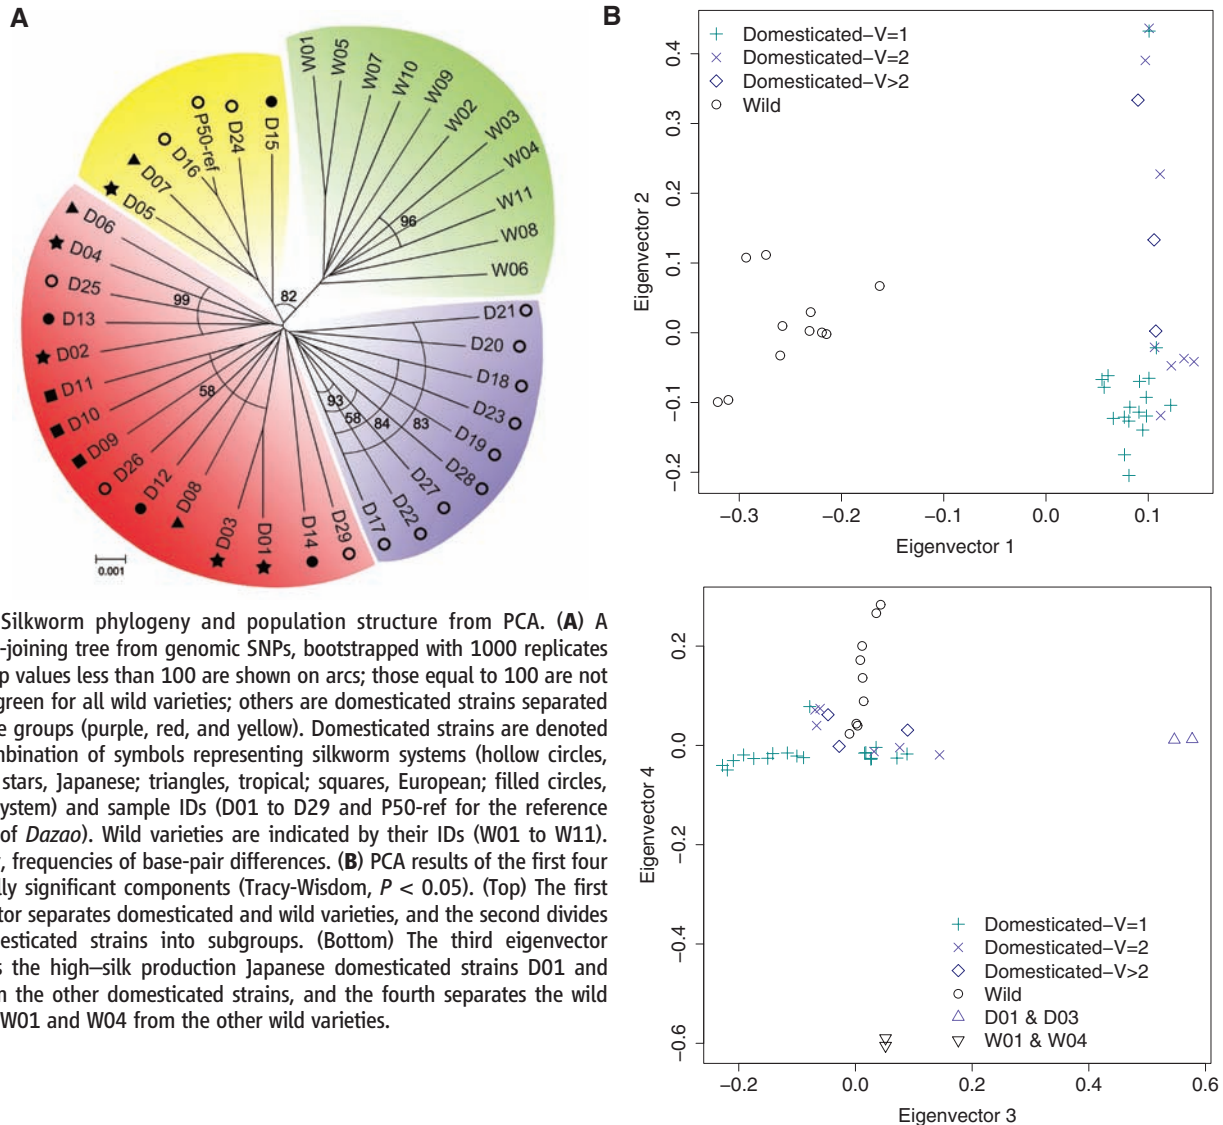 A
W01
W05
W07
W10
W09
W02
W03
W04
W11
W08
W06
D15
D24
P50-ref
D16
D07
D05
D06
D04
D25
D13
D02
D11
D10
D09
D26
D12
D08
D03
D01
D14
D29
D17
D22
D27
D28
D19
D23
D18
D20
D21
96
82
99
58
93
58
84
83
0.001
B
Domesticated−V=1
Domesticated−V=2
Domesticated−V>2
Wild
Eigenvector 2
0.4
0.3
0.2
0.1
0.0
−0.1
−0.2
−0.3 −0.2 −0.1 0.0 0.1
Eigenvector 1
Eigenvector 4
0.2
0.0
−0.2
−0.4
−0.6
Domesticated−V=1
Domesticated−V=2
Domesticated−V>2
Wild
D01 & D03
W01 & W04
−0.2 0.0 0.2 0.4 0.6
Eigenvector 3
Silkworm phylogeny and population structure from PCA. (A) A
-joining tree from genomic SNPs, bootstrapped with 1000 replicates
p values less than 100 are shown on arcs; those equal to 100 are not
green for all wild varieties; others are domesticated strains separated
e groups (purple, red, and yellow). Domesticated strains are denoted
mbination of symbols representing silkworm systems (hollow circles,
stars, Japanese; triangles, tropical; squares, European; filled circles,
ystem) and sample IDs (D01 to D29 and P50-ref for the reference
of Dazao). Wild varieties are indicated by their IDs (W01 to W11).
, frequencies of base-pair differences. (B) PCA results of the first four
lly significant components (Tracy-Wisdom, P < 0.05). (Top) The first
tor separates domesticated and wild varieties, and the second divides
esticated strains into subgroups. (Bottom) The third eigenvector
s the high–silk production Japanese domesticated strains D01 and
m the other domesticated strains, and the fourth separates the wild
W01 and W04 from the other wild varieties.